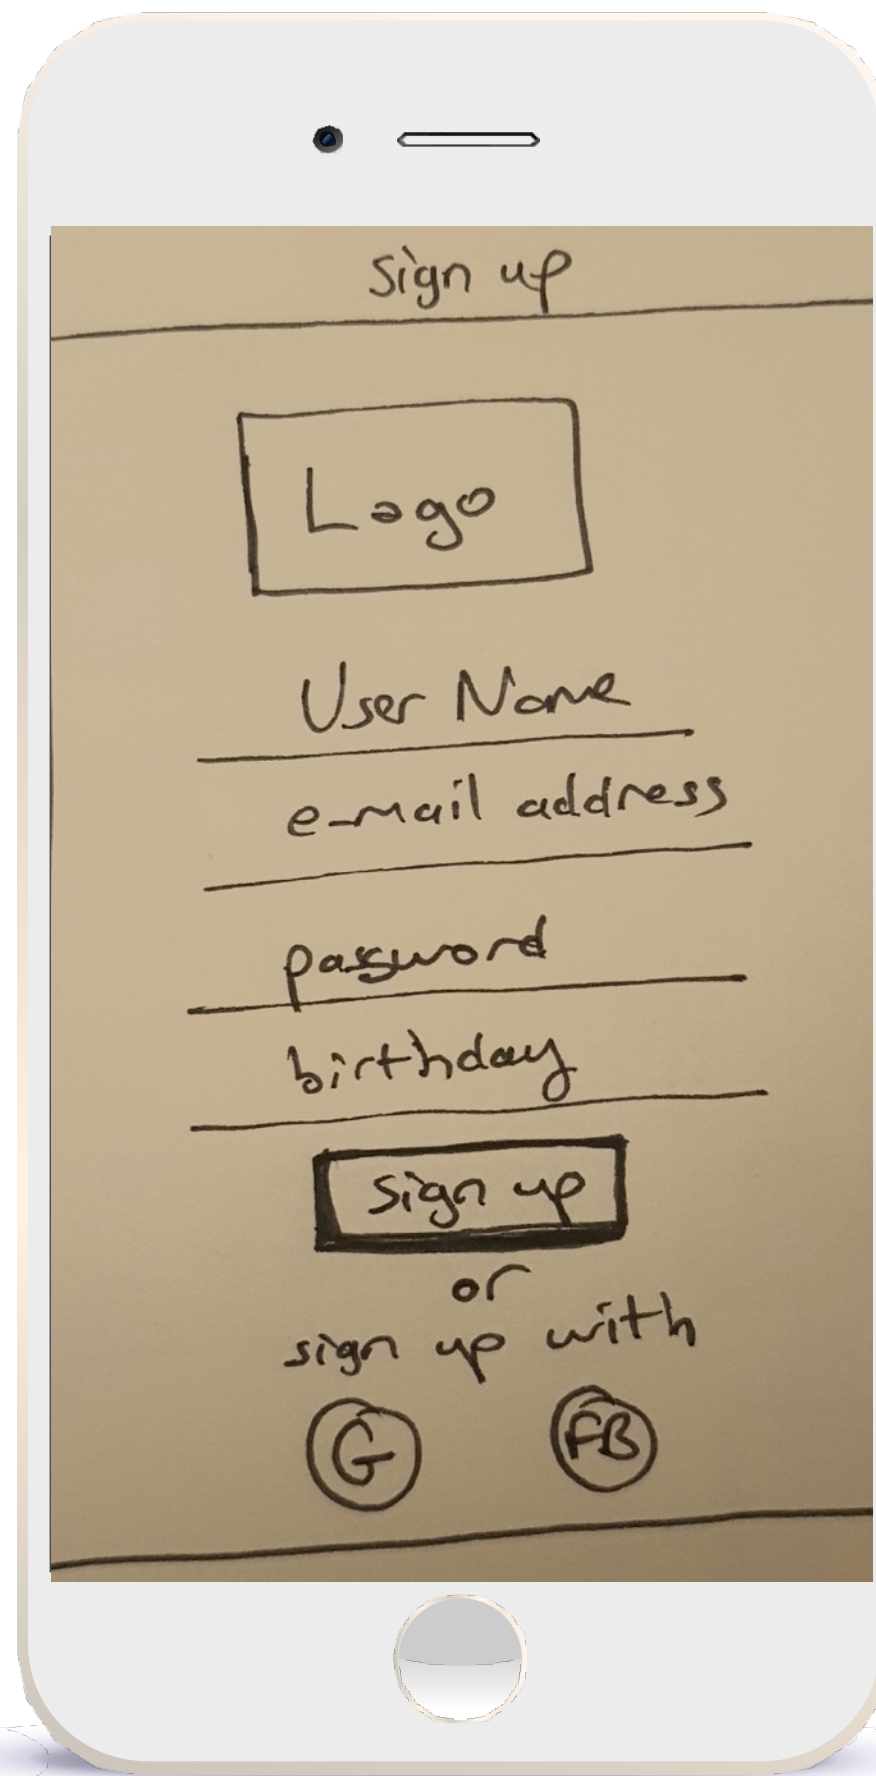 sign up
Logo
User Name
e-mail address
password
birthday
sign up
or
sign up with
G FB